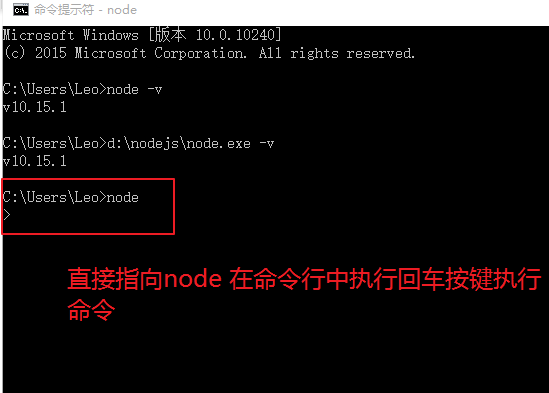 命令提示符 - node
Microsoft Windows [版本 10.0.10240]
(c) 2015 Microsoft Corporation. All rights reserved.
C:\Users\Leo>node -v
v10.15.1
C:\Users\Leo>d:\nodejs\node.exe -v
v10.15.1
C:\Users\Leo>node
>
直接指向node 在命令行中执行回车按键执行
命令